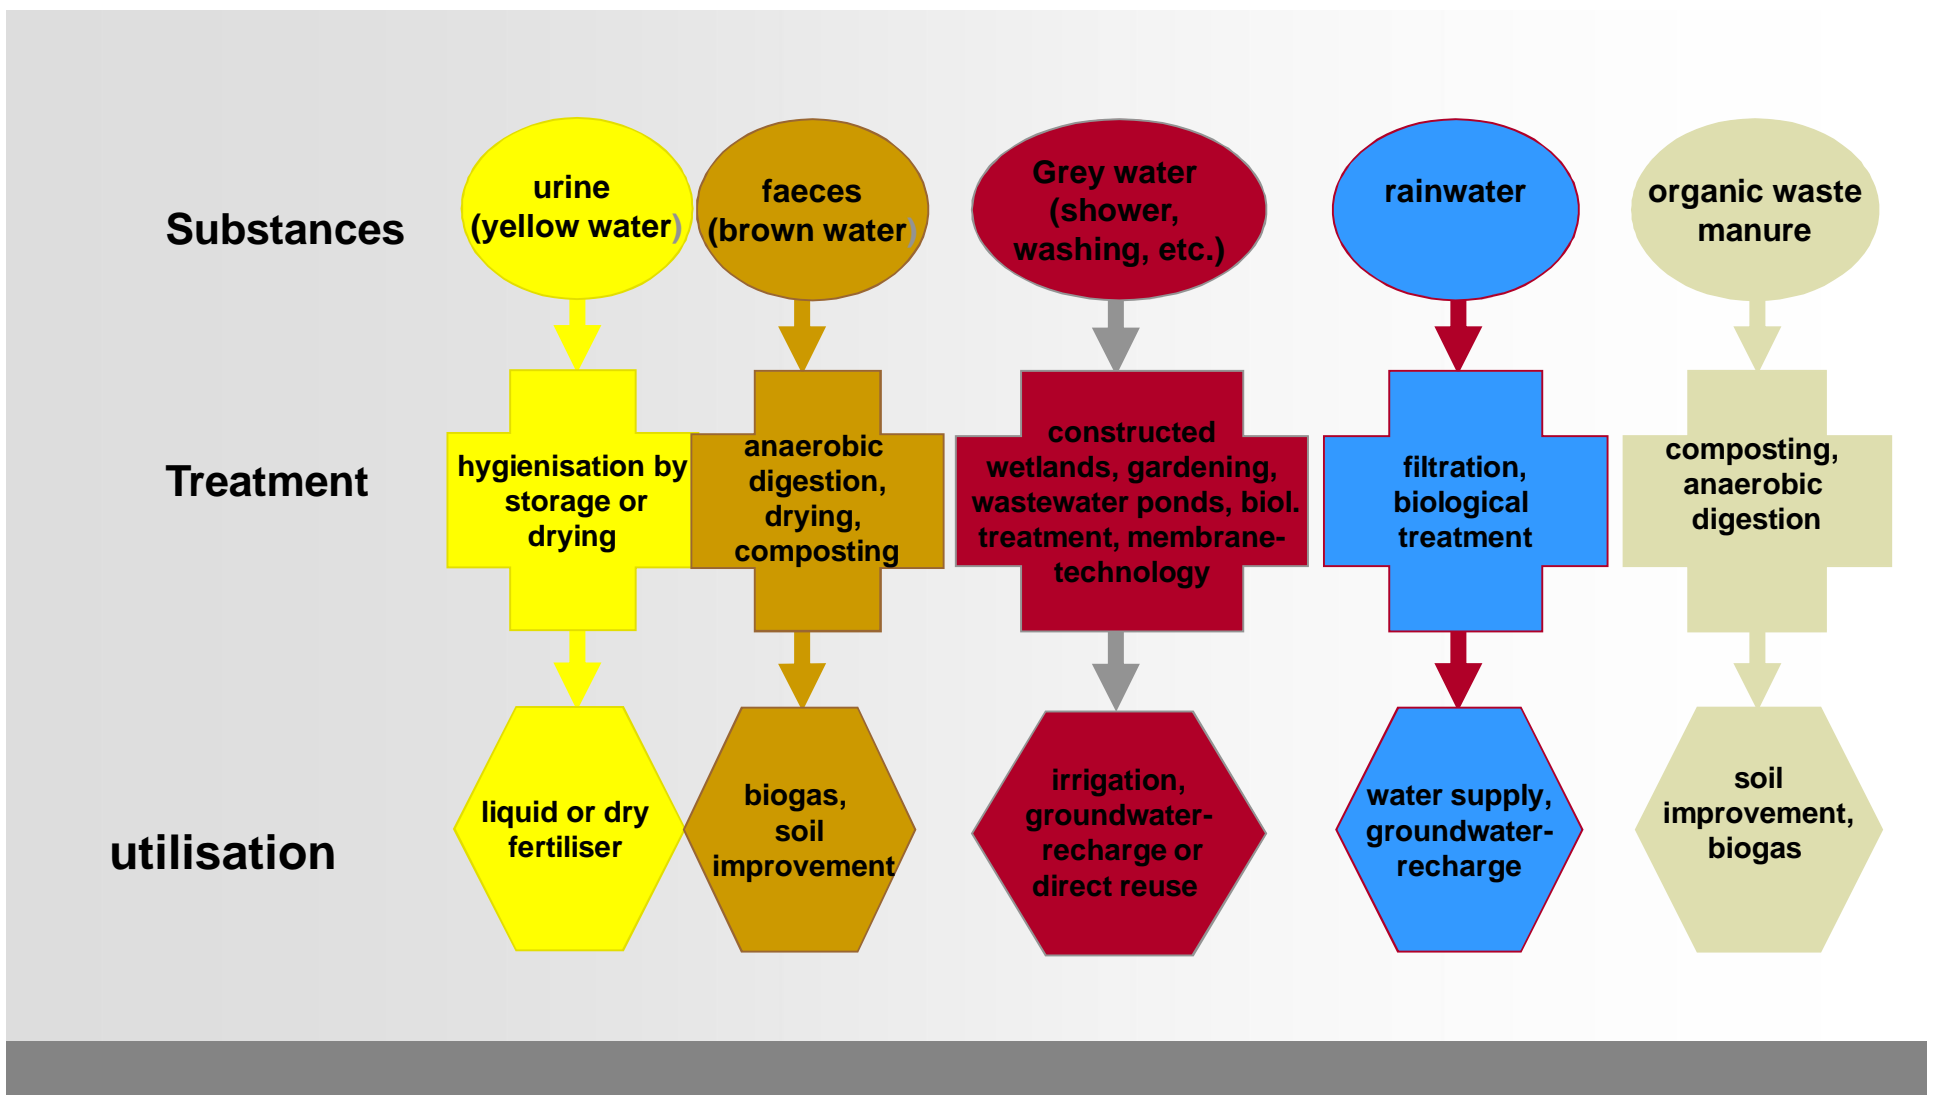 Substances
urine
(yellow water)
faeces
(brown water)
Grey water
(shower,
washing, etc.)
rainwater
organic waste
manure
Treatment
hygienisation by
storage or
drying
anaerobic
digestion,
drying,
composting
constructed
wetlands, gardening,
wastewater ponds, biol.
treatment, membrane-
technology
filtration,
biological
treatment
composting,
anaerobic
digestion
utilisation
liquid or dry
fertiliser
biogas,
soil
improvement
irrigation,
groundwater-
recharge or
direct reuse
water supply,
groundwater-
recharge
soil
improvement,
biogas